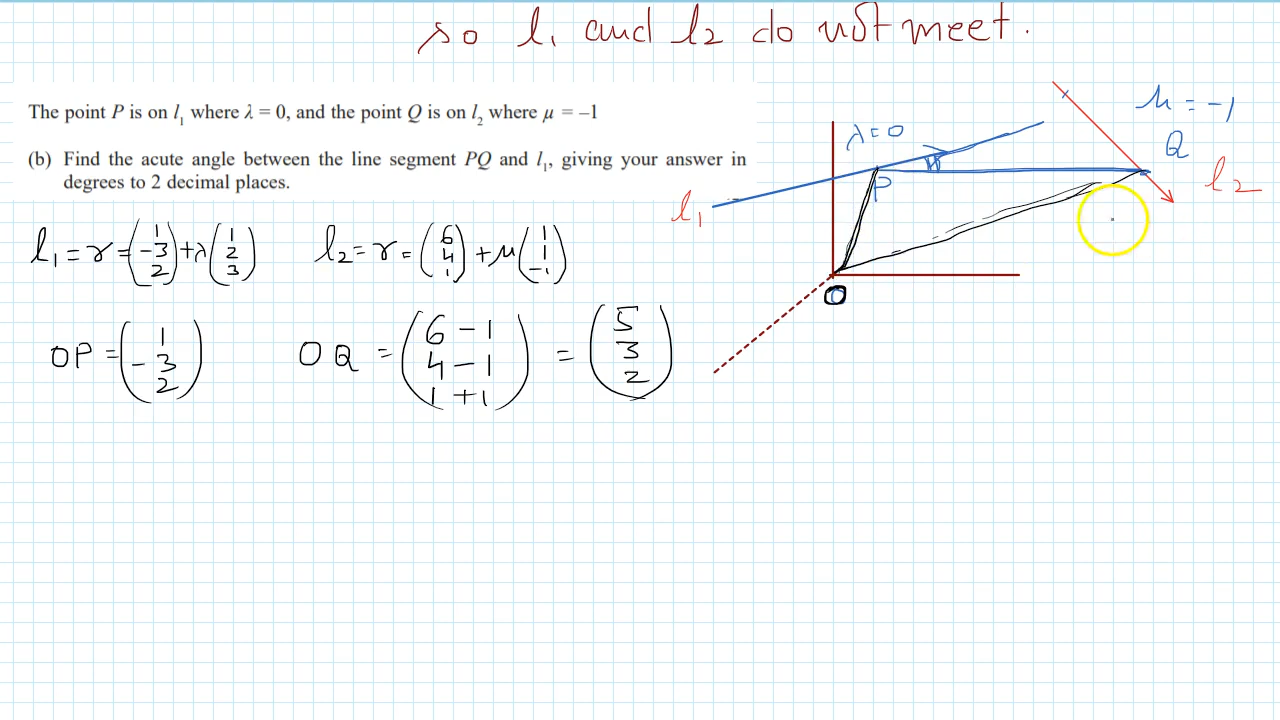 so l₁ and l₂ do not meet.
The point P is on l₁ where λ = 0, and the point Q is on l₂ where μ = –1
(b) Find the acute angle between the line segment PQ and l₁, giving your answer in
degrees to 2 decimal places.
l₁ = r = (1 -3 2) + λ (1 2 3)
l₂ = r = (6 4 1) + μ (1 1 -1)
OP = (1 -3 2)
OQ = (6 - 1 4 - 1 1 + 1) = (5 3 2)
λ = 0
μ = -1
P
Q
l₁
l₂
O